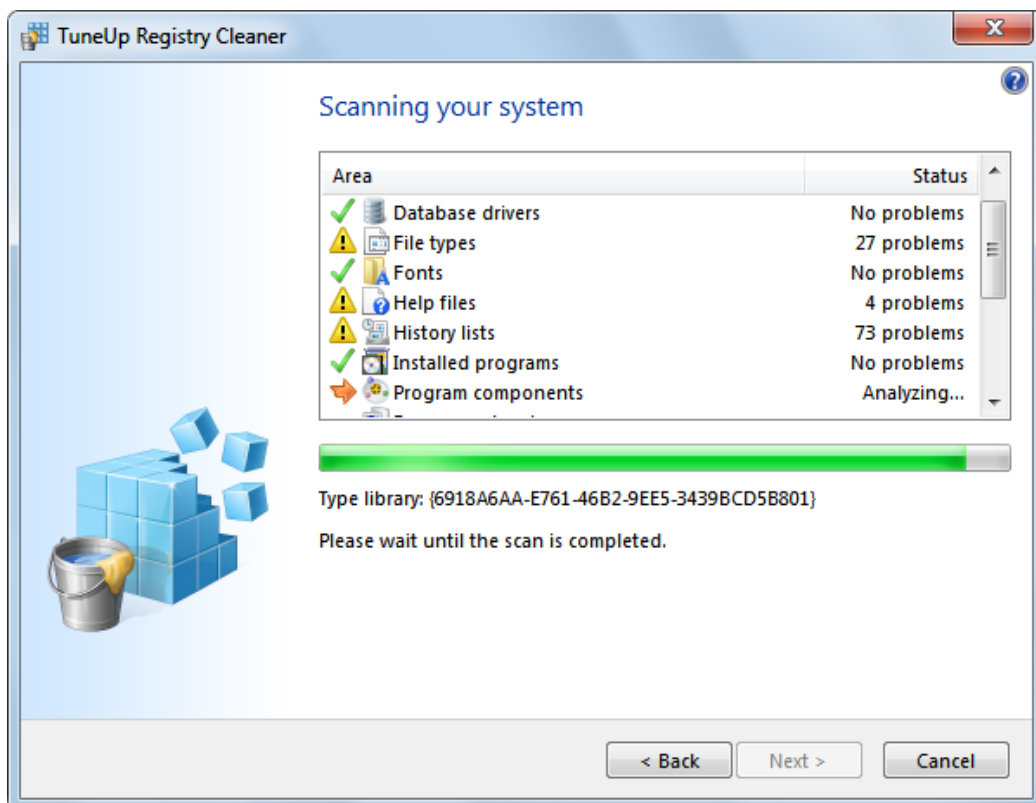 TuneUp Registry Cleaner
Scanning your system
Area Status
Database drivers No problems
File types 27 problems
Fonts No problems
Help files 4 problems
History lists 73 problems
Installed programs No problems
Program components Analyzing...
Type library: {6918A6AA-E761-46B2-9EE5-3439BCD5B801}
Please wait until the scan is completed.
< Back Next > Cancel